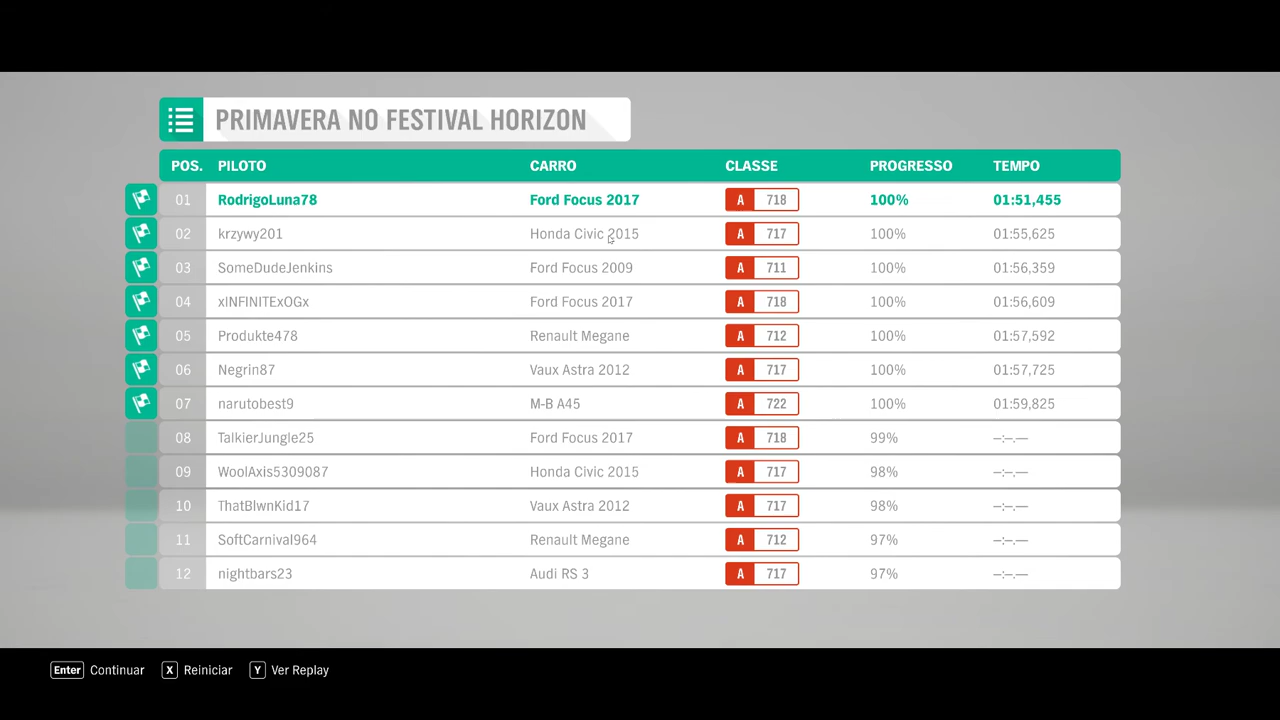 PRIMAVERA NO FESTIVAL HORIZON
POS. PILOTO CARRO CLASSE PROGRESSO TEMPO
01 RodrigoLuna78 Ford Focus 2017 A 718 100% 01:51,455
02 krzywy201 Honda Civic 2015 A 717 100% 01:55,625
03 SomeDudeJenkins Ford Focus 2009 A 711 100% 01:56,359
04 xINFINITExOGx Ford Focus 2017 A 718 100% 01:56,609
05 Produkte478 Renault Megane A 712 100% 01:57,592
06 Negrin87 Vaux Astra 2012 A 717 100% 01:57,725
07 narutobest9 M-B A45 A 722 100% 01:59,825
08 TalkierJungle25 Ford Focus 2017 A 718 99% --:--.---
09 WoolAxis5309087 Honda Civic 2015 A 717 98% --:--.---
10 ThatBlwnKid17 Vaux Astra 2012 A 717 98% --:--.---
11 SoftCarnival964 Renault Megane A 712 97% --:--.---
12 nightbars23 Audi RS 3 A 717 97% --:--.---
Enter Continuar X Reiniciar Y Ver Replay